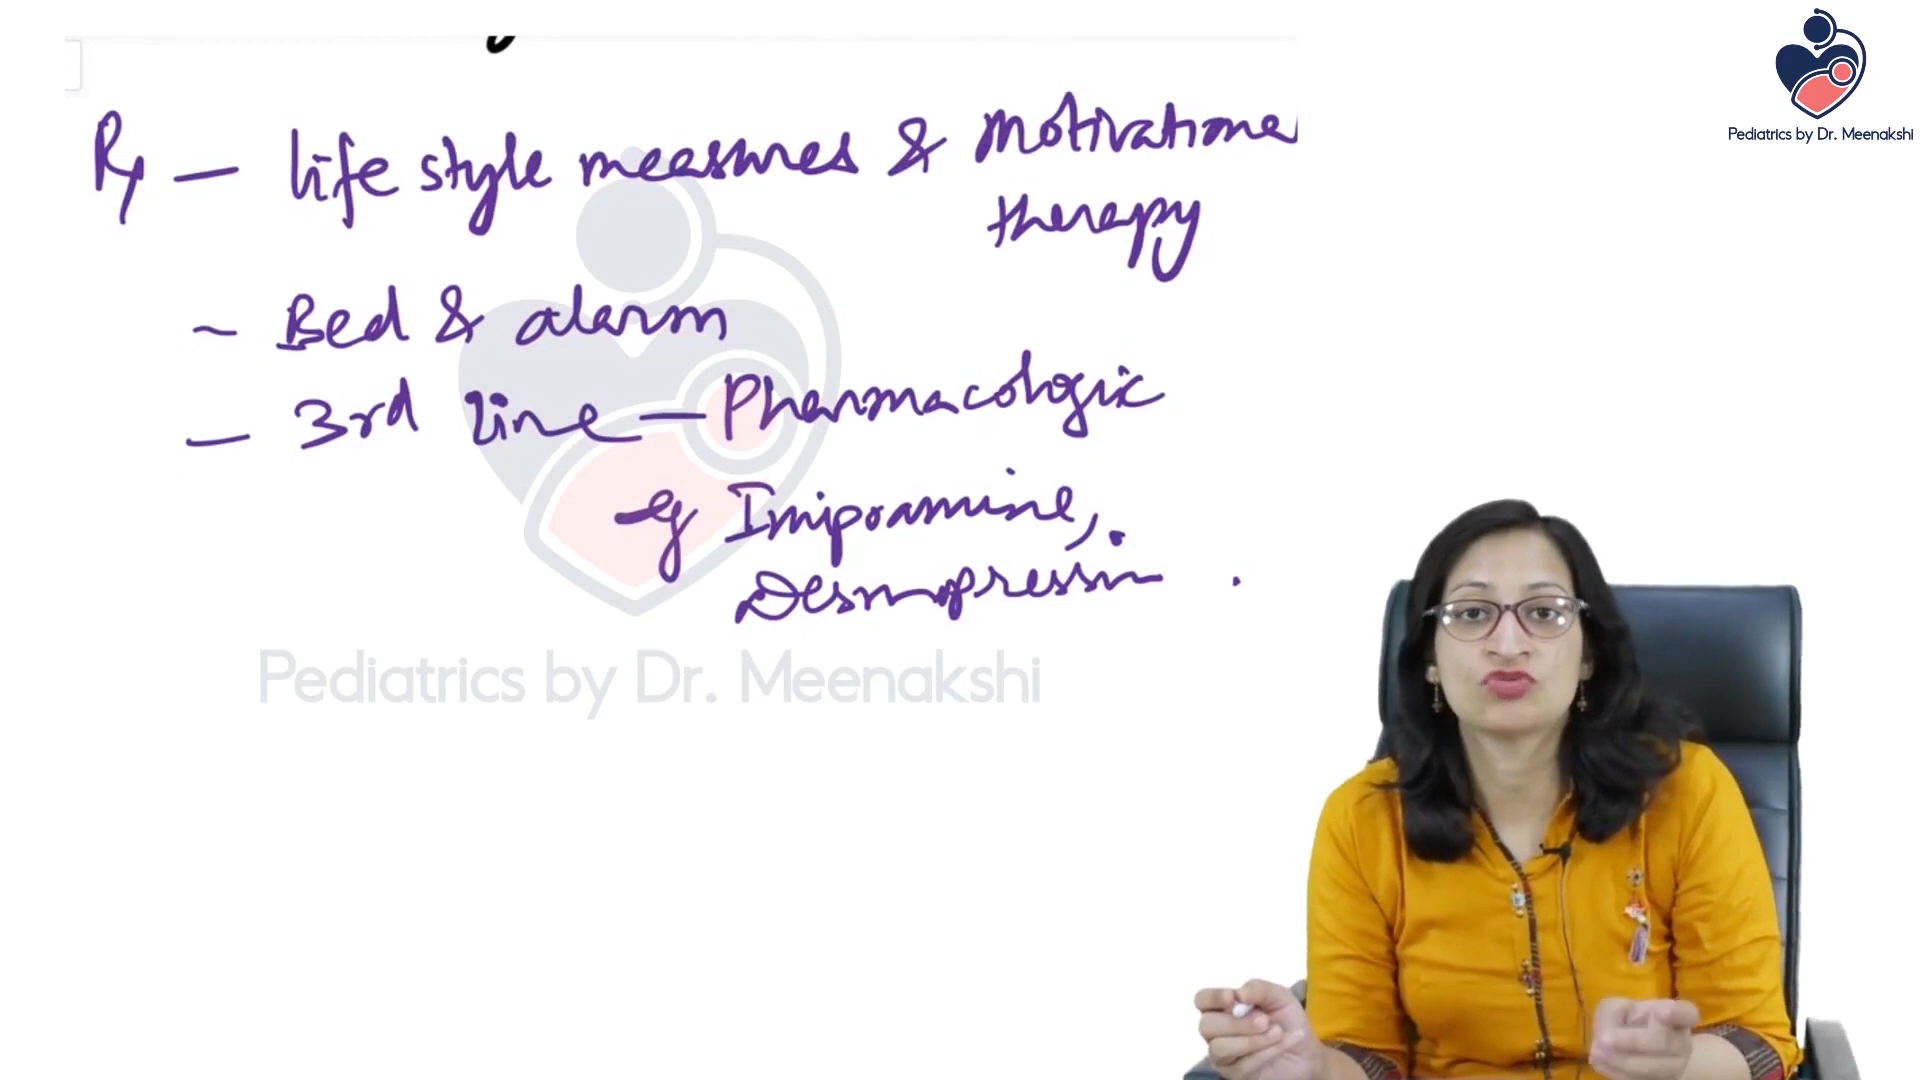 Pediatrics by Dr. Meenakshi
Rx – life style measures & Motivational
therapy
– Bed & alarm
– 3rd line – Pharmacologic
eg Imipramine,
Desmopressin .
Pediatrics by Dr. Meenakshi